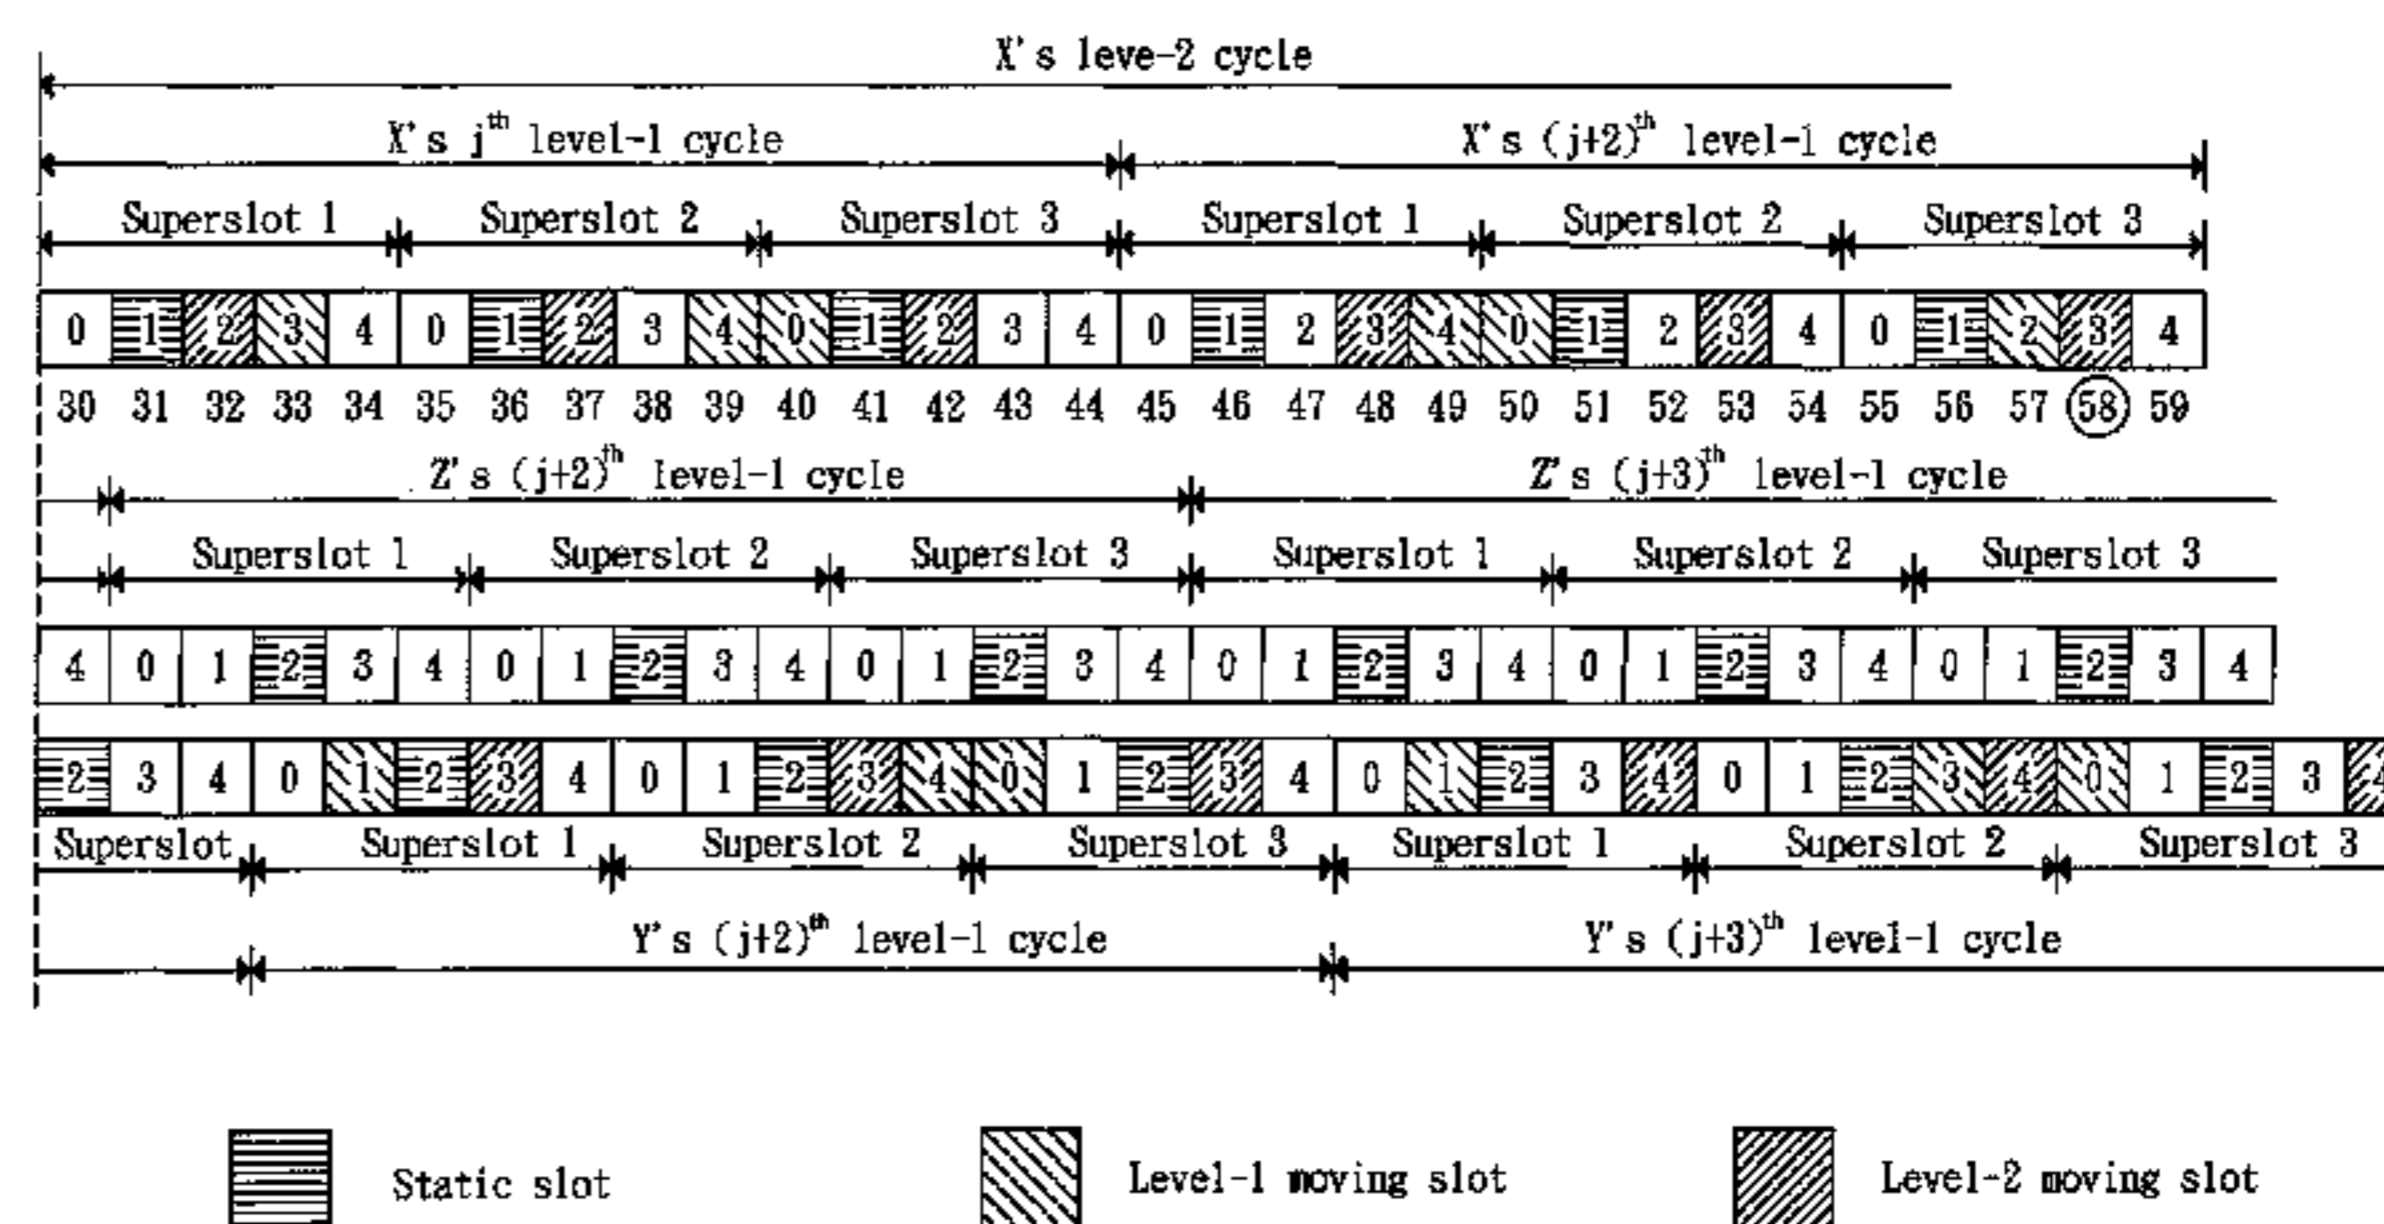 X's leve-2 cycle
X's j^th level-1 cycle X's (j+2)^th level-1 cycle
Superslot 1 Superslot 2 Superslot 3 Superslot 1 Superslot 2 Superslot 3
0 1 2 3 4 0 1 2 3 4 0 1 2 3 4 0 1 2 3 4 0 1 2 3 4 0 1 2 3 4
30 31 32 33 34 35 36 37 38 39 40 41 42 43 44 45 46 47 48 49 50 51 52 53 54 55 56 57 58 59
Z's (j+2)^th level-1 cycle Z's (j+3)^th level-1 cycle
Superslot 1 Superslot 2 Superslot 3 Superslot 1 Superslot 2 Superslot 3
4 0 1 2 3 4 0 1 2 3 4 0 1 2 3 4 0 1 2 3 4 0 1 2 3 4 0 1 2 3 4
2 3 4 0 1 2 3 4 0 1 2 3 4 0 1 2 3 4 0 1 2 3 4 0 1 2 3 4 0 1 2 3 4
Superslot Superslot 1 Superslot 2 Superslot 3 Superslot 1 Superslot 2 Superslot 3
Y's (j+2)^th level-1 cycle Y's (j+3)^th level-1 cycle
Static slot Level-1 moving slot Level-2 moving slot